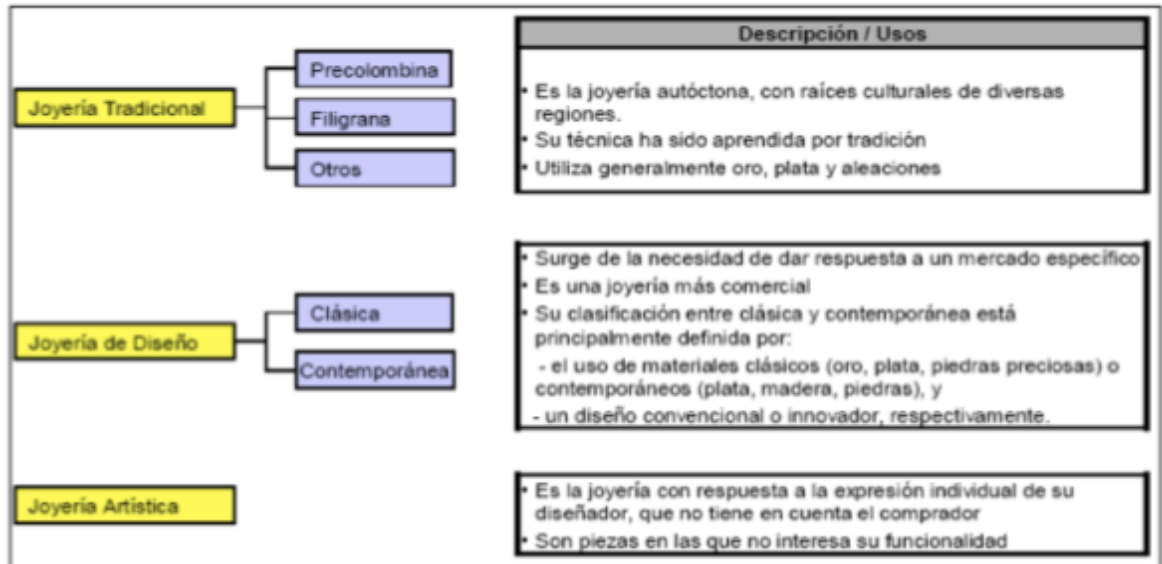 Descripción / Usos
Joyería Tradicional
Precolombina
Filigrana
Otros
• Es la joyería autóctona, con raíces culturales de diversas
regiones.
• Su técnica ha sido aprendida por tradición
• Utiliza generalmente oro, plata y aleaciones
Joyería de Diseño
Clásica
Contemporánea
• Surge de la necesidad de dar respuesta a un mercado específico
• Es una joyería más comercial
• Su clasificación entre clásica y contemporánea está
principalmente definida por:
- el uso de materiales clásicos (oro, plata, piedras preciosas) o
contemporáneos (plata, madera, piedras), y
- un diseño convencional o innovador, respectivamente.
Joyería Artística
• Es la joyería con respuesta a la expresión individual de su
diseñador, que no tiene en cuenta el comprador
• Son piezas en las que no interesa su funcionalidad